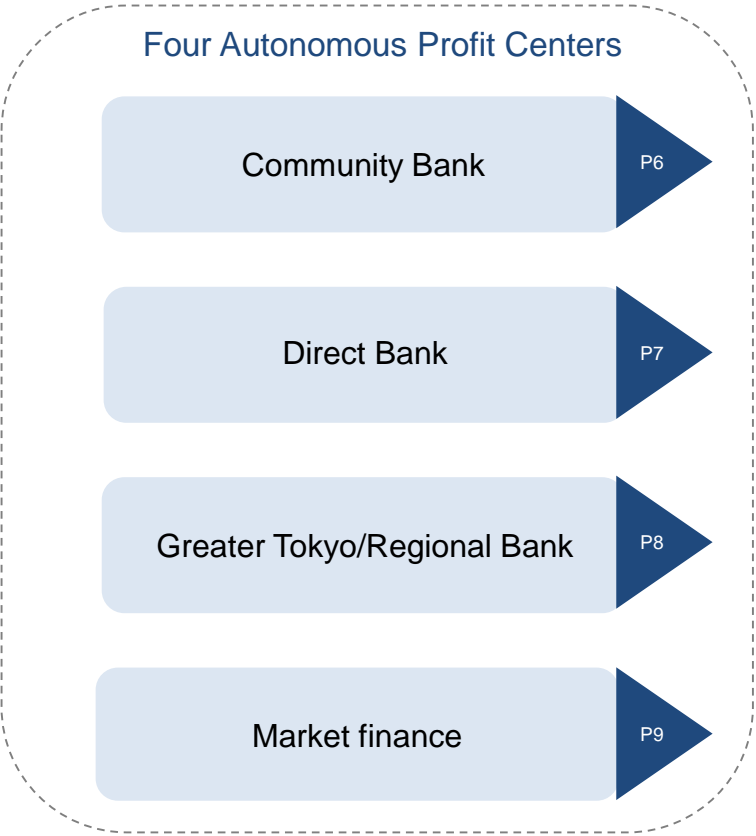 Four Autonomous Profit Centers
Community Bank
P6
Direct Bank
P7
Greater Tokyo/Regional Bank
P8
Market finance
P9